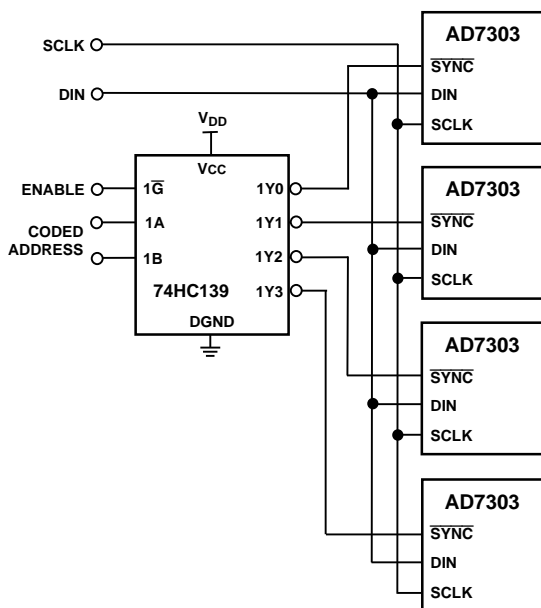 SCLK
DIN
VDD
VCC
ENABLE
CODED
ADDRESS
1G
1A
1B
1Y0
1Y1
1Y2
1Y3
74HC139
DGND
AD7303
SYNC
DIN
SCLK
AD7303
SYNC
DIN
SCLK
AD7303
SYNC
DIN
SCLK
AD7303
SYNC
DIN
SCLK